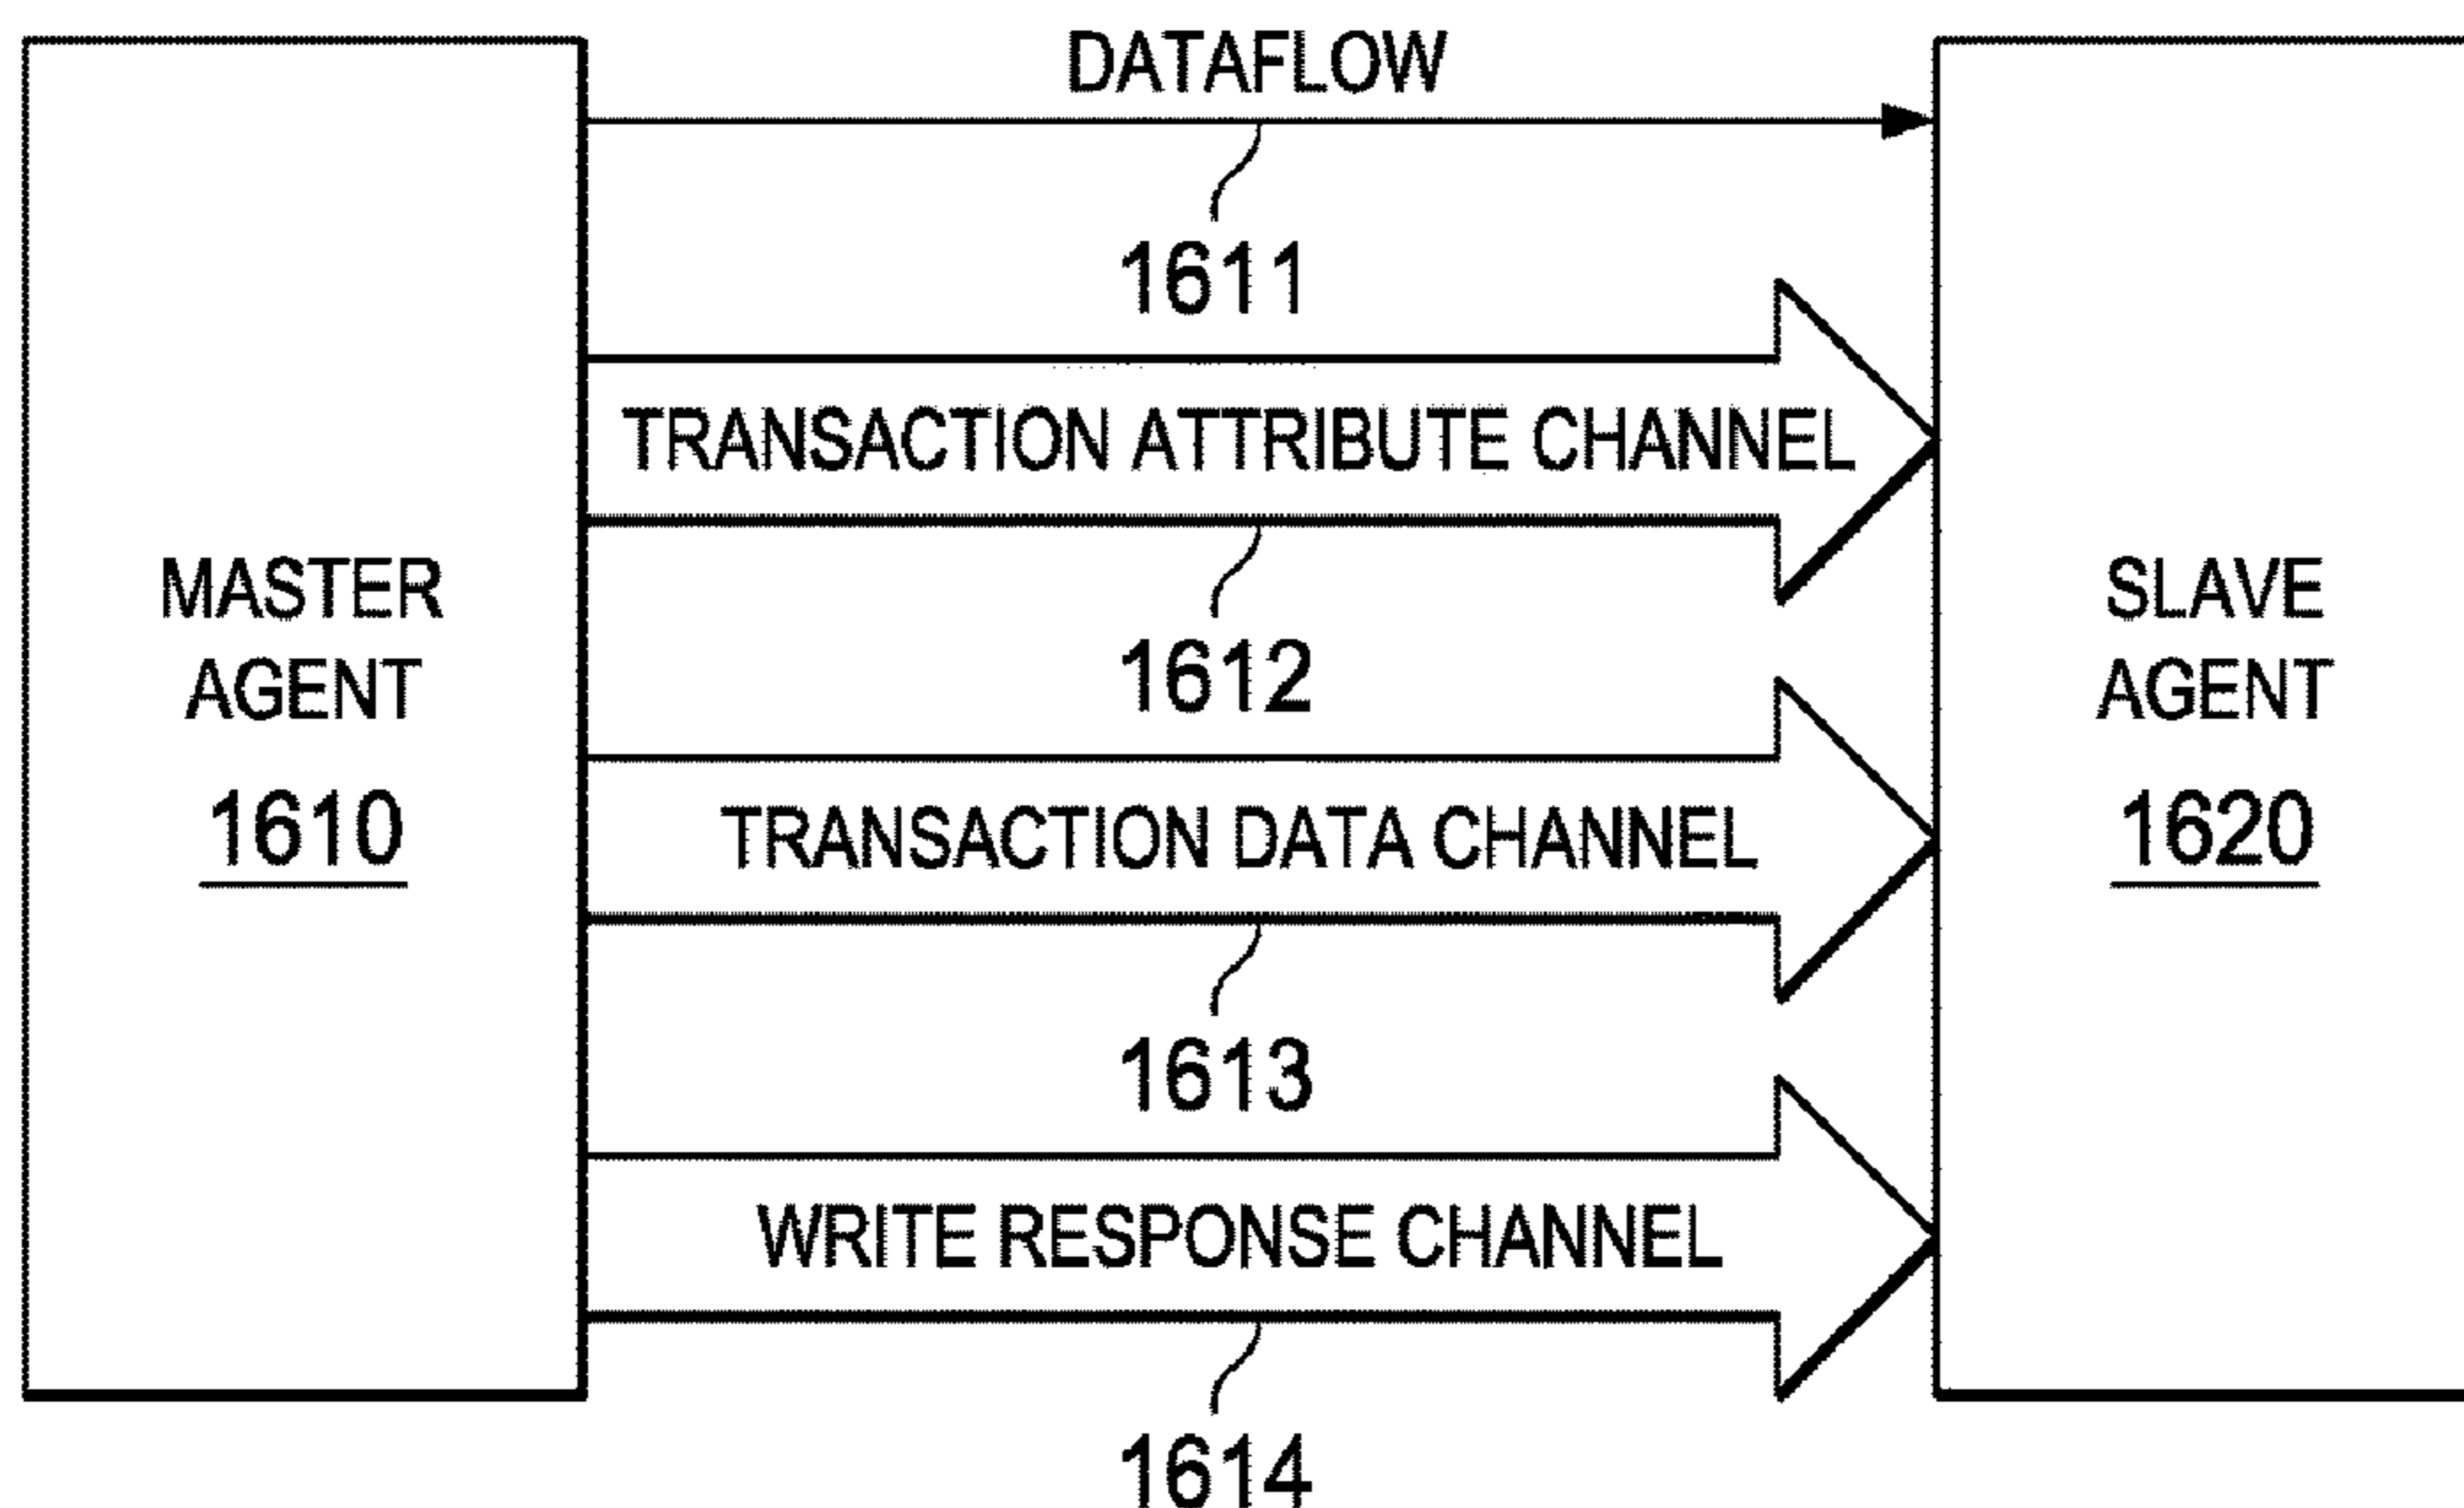 DATAFLOW
1611
TRANSACTION ATTRIBUTE CHANNEL
1612
MASTER
AGENT
1610
TRANSACTION DATA CHANNEL
1613
SLAVE
AGENT
1620
WRITE RESPONSE CHANNEL
1614